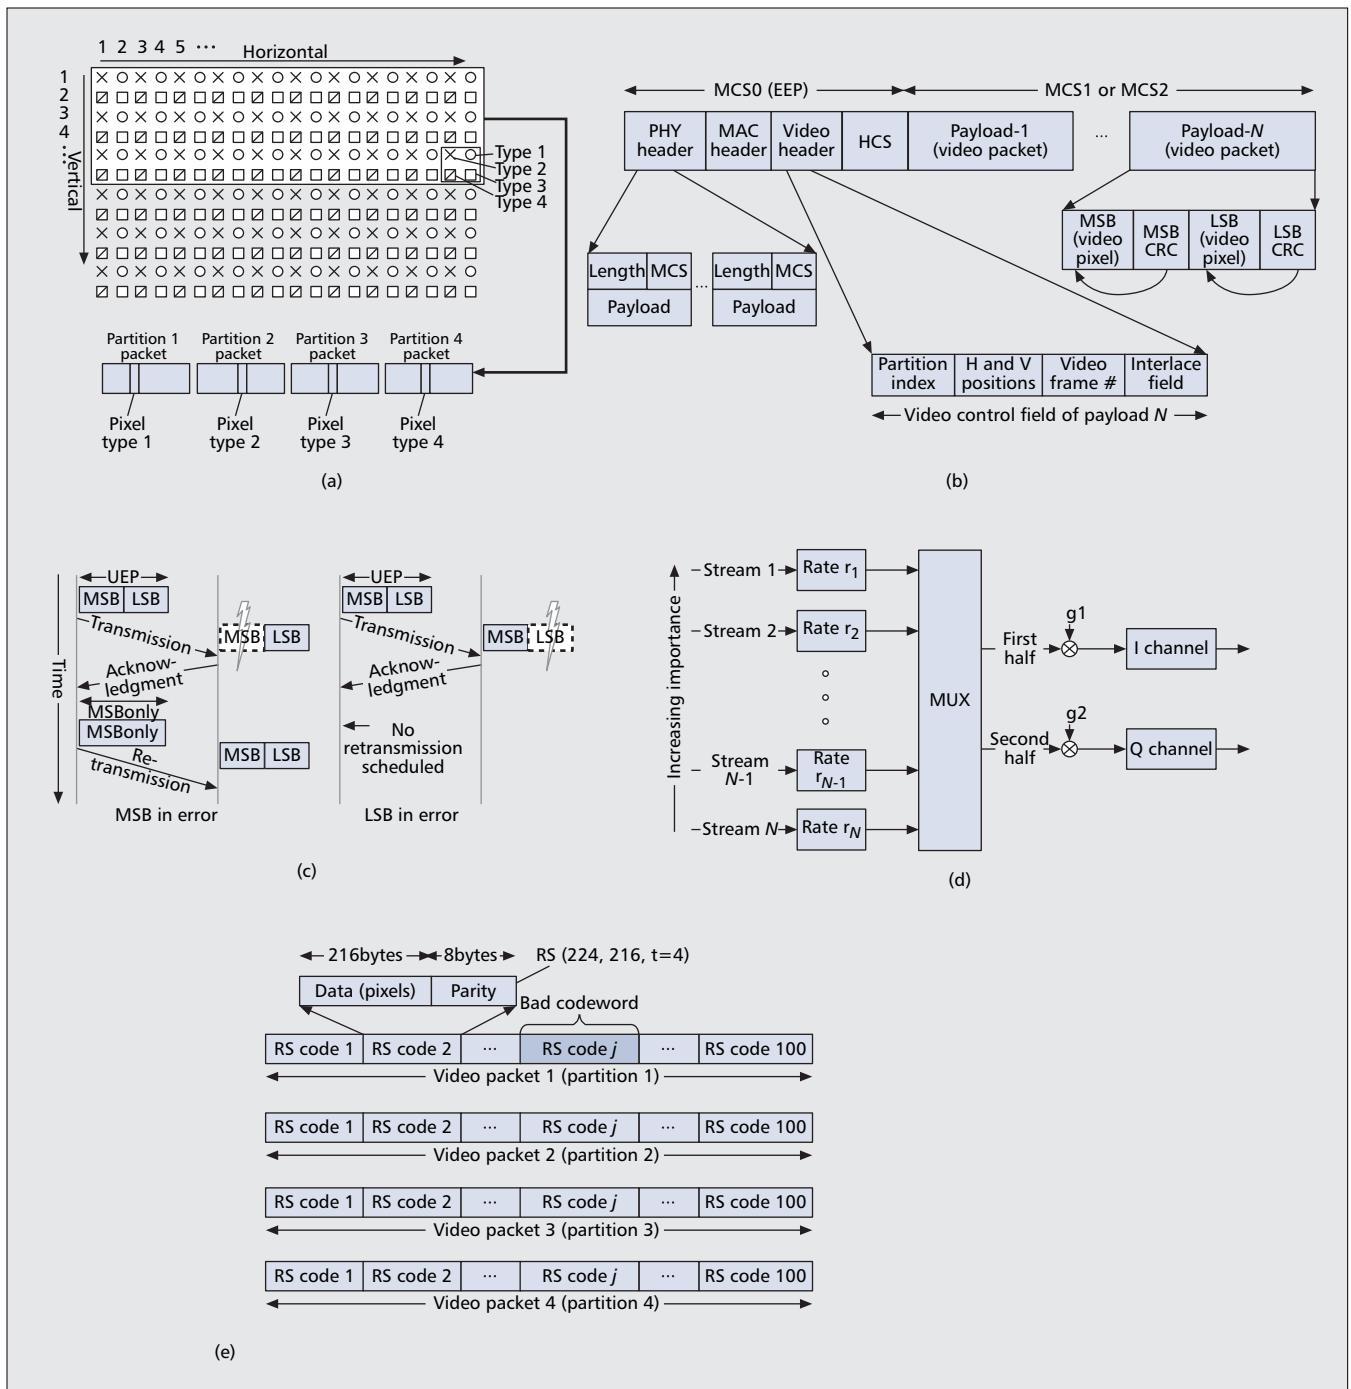 1 2 3 4 5 ...
Horizontal
1
2
3
4
...
Vertical
Type 1
Type 2
Type 3
Type 4
Partition 1
packet
Partition 2
packet
Partition 3
packet
Partition 4
packet
Pixel
type 1
Pixel
type 2
Pixel
type 3
Pixel
type 4
(a)
MCS0 (EEP)
MCS1 or MCS2
PHY
header
MAC
header
Video
header
HCS
Payload-1
(video packet)
...
Payload-N
(video packet)
MSB
(video
pixel)
MSB
CRC
LSB
(video
pixel)
LSB
CRC
Length
MCS
Payload
...
Length
MCS
Payload
Partition
index
H and V
positions
Video
frame #
Interlace
field
Video control field of payload N
(b)
Time
UEP
MSB
LSB
Transmission
MSB
LSB
Acknow-
ledgment
MSBonly
MSBonly
Re-
transmission
MSB
LSB
MSB in error
UEP
MSB
LSB
Transmission
MSB
LSB
Acknow-
ledgment
No
retransmission
scheduled
LSB in error
(c)
Increasing importance
Stream 1
Rate r1
Stream 2
Rate r2
Stream
N-1
Rate
rN-1
Stream N
Rate rN
MUX
First
half
g1
I channel
Second
half
g2
Q channel
(d)
216bytes
8bytes
RS (224, 216, t=4)
Data (pixels)
Parity
Bad codeword
RS code 1
RS code 2
...
RS code j
...
RS code 100
Video packet 1 (partition 1)
RS code 1
RS code 2
...
RS code j
...
RS code 100
Video packet 2 (partition 2)
RS code 1
RS code 2
...
RS code j
...
RS code 100
Video packet 3 (partition 3)
RS code 1
RS code 2
...
RS code j
...
RS code 100
Video packet 4 (partition 4)
(e)